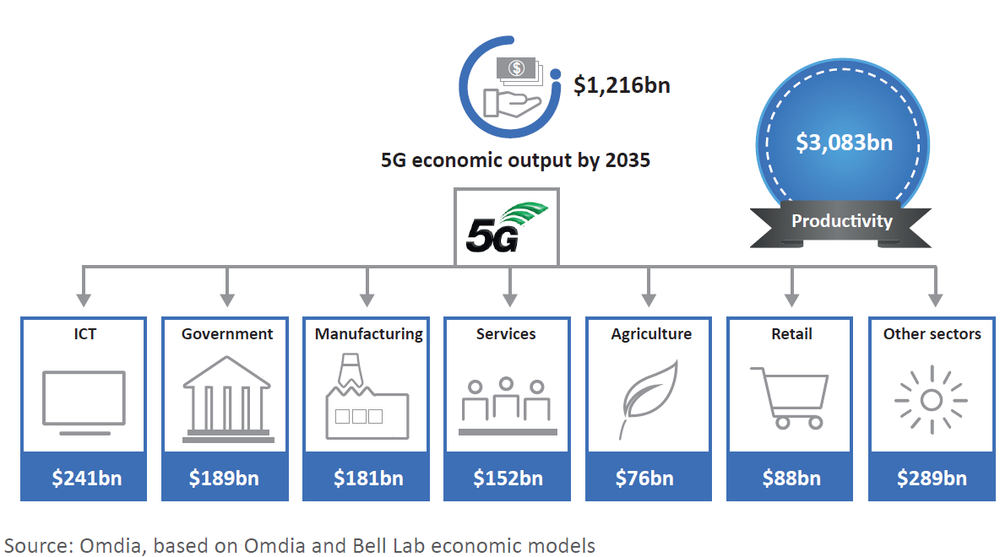 $1,216bn
5G economic output by 2035
$3,083bn
Productivity
5G
ICT
Government
Manufacturing
Services
Agriculture
Retail
Other sectors
$241bn
$189bn
$181bn
$152bn
$76bn
$88bn
$289bn
Source: Omdia, based on Omdia and Bell Lab economic models